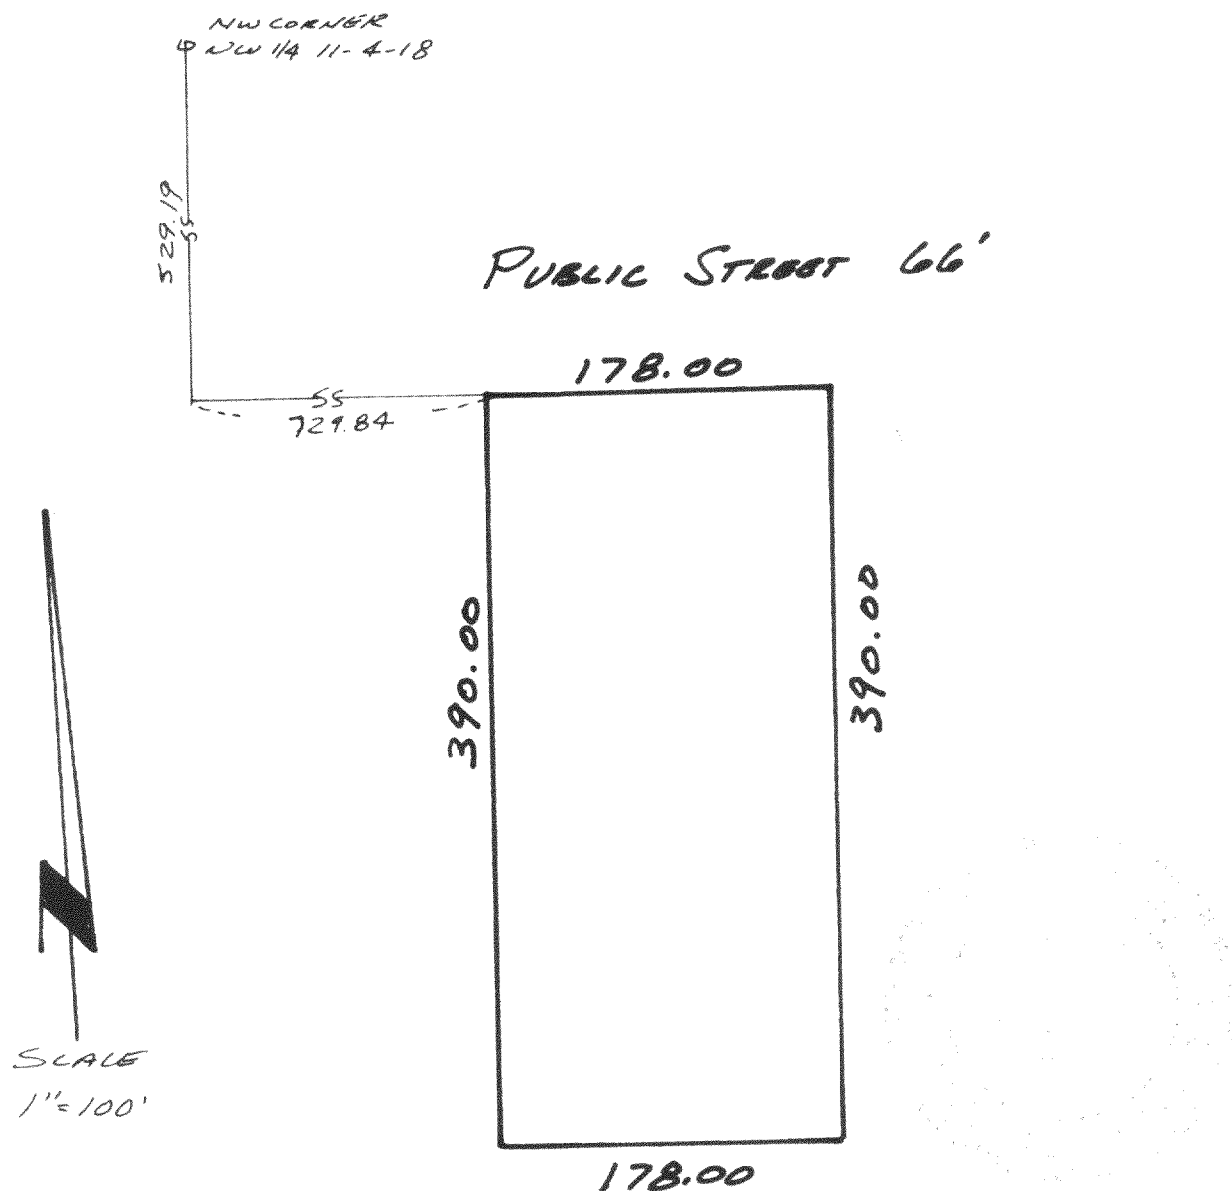 NW CORNER
NW 1/4 11-4-18
529.19
SS
PUBLIC STREET 66'
178.00
SS
729.84
390.00
390.00
SCALE
1"=100'
178.00